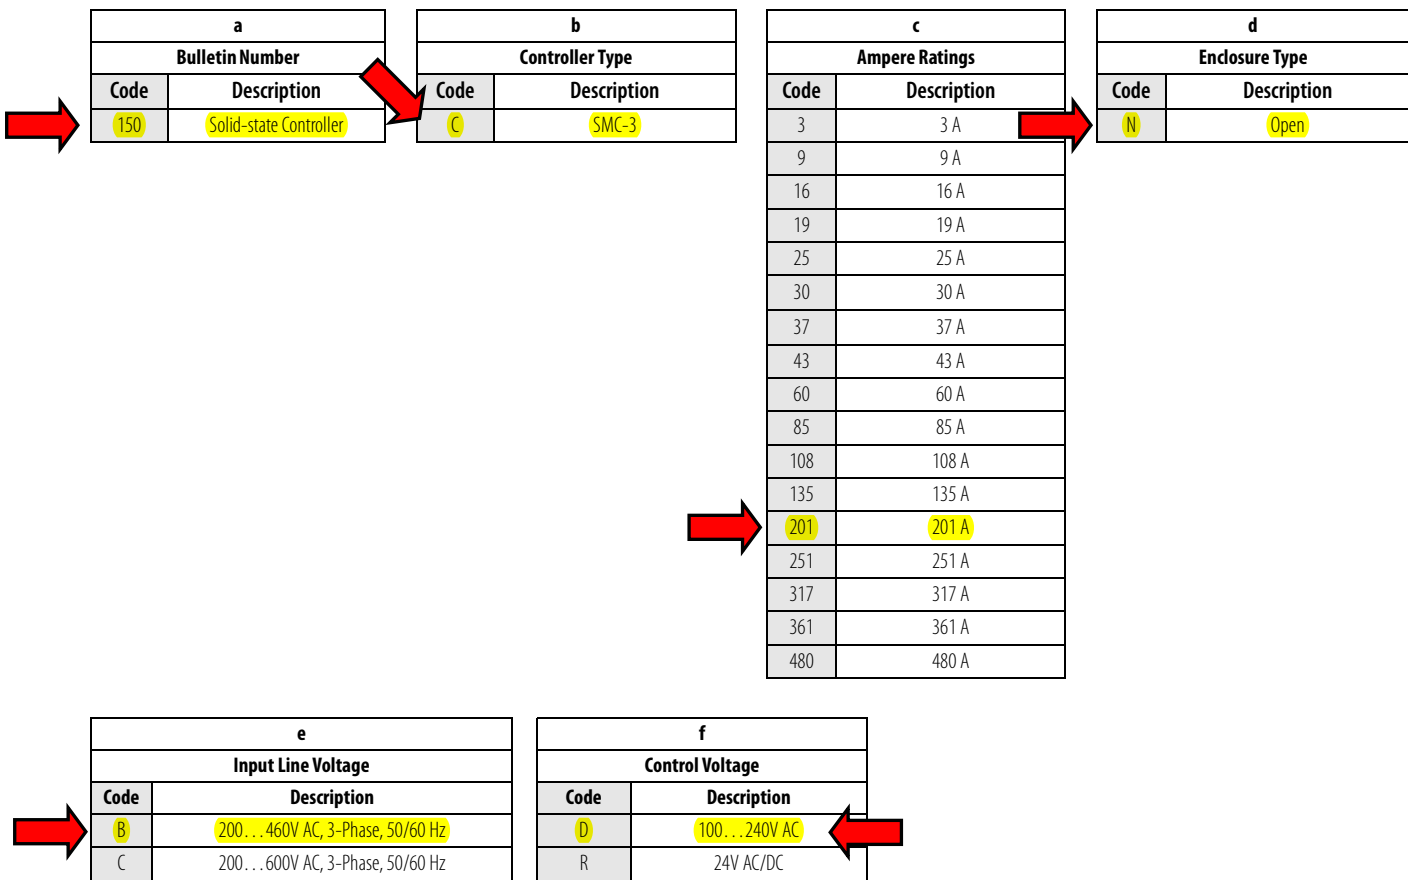 a
Bulletin Number
Code Description
150 Solid-state Controller
b
Controller Type
Code Description
C SMC-3
c
Ampere Ratings
Code Description
3 3 A
9 9 A
16 16 A
19 19 A
25 25 A
30 30 A
37 37 A
43 43 A
60 60 A
85 85 A
108 108 A
135 135 A
201 201 A
251 251 A
317 317 A
361 361 A
480 480 A
d
Enclosure Type
Code Description
N Open
e
Input Line Voltage
Code Description
B 200...460V AC, 3-Phase, 50/60 Hz
C 200...600V AC, 3-Phase, 50/60 Hz
f
Control Voltage
Code Description
D 100...240V AC
R 24V AC/DC